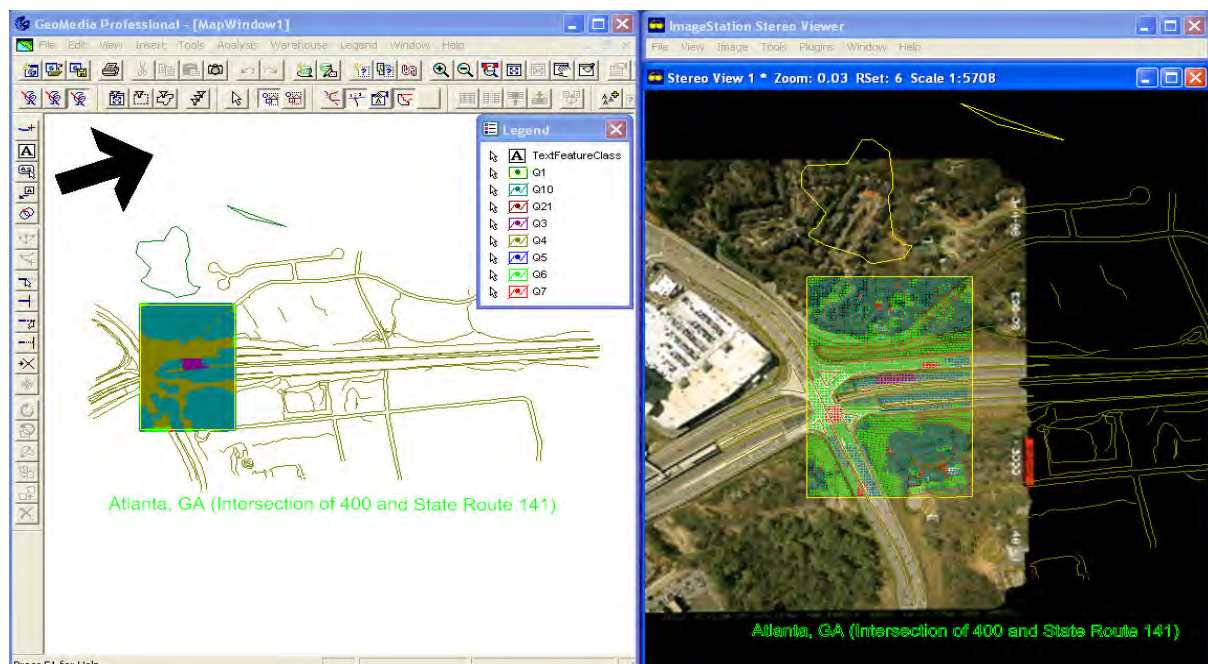 GeoMedia Professional - [MapWindow1]
File Edit View Insert Tools Analysis Warehouse Legend Window Help
Legend
A TextFeatureClass
Q1
Q10
Q21
Q3
Q4
Q5
Q6
Q7
A
Atlanta, GA (Intersection of 400 and State Route 141)
Press F1 for Help
ImageStation Stereo Viewer
File View Image Tools Plugins Window Help
Stereo View 1 * Zoom: 0.03 RSet: 6 Scale 1:5708
Atlanta, GA (Intersection of 400 and State Route 141)